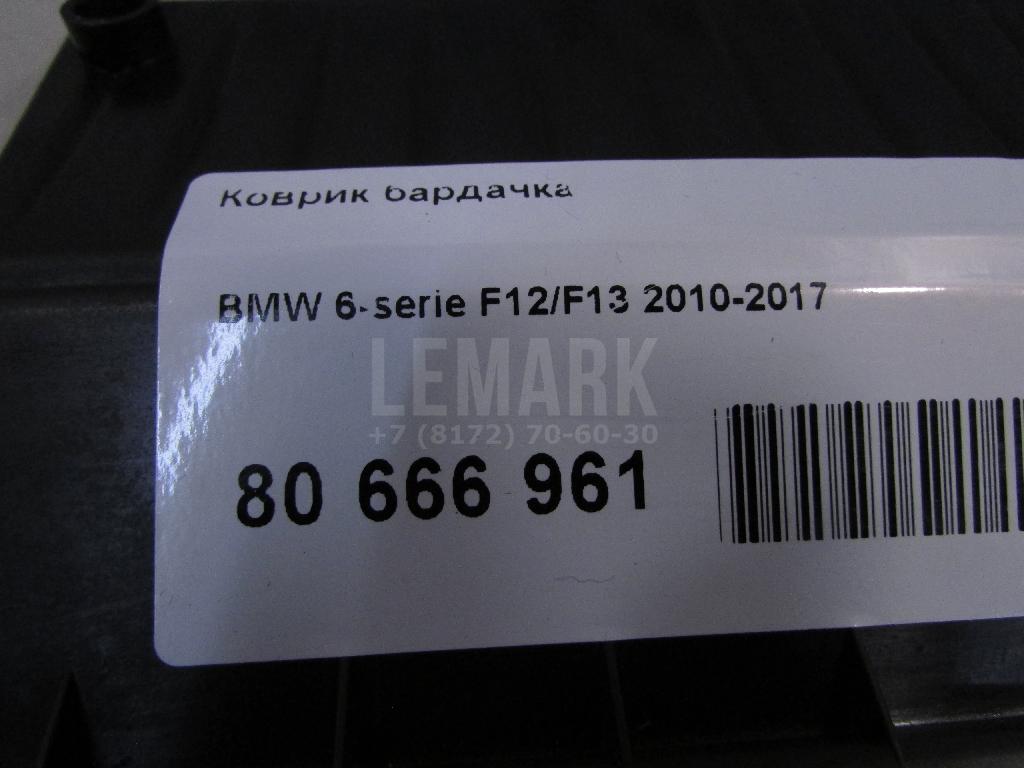 Коврик бардачка
BMW 6-serie F12/F13 2010-2017
LEMARK
+7 (8172) 70-60-30
80 666 961